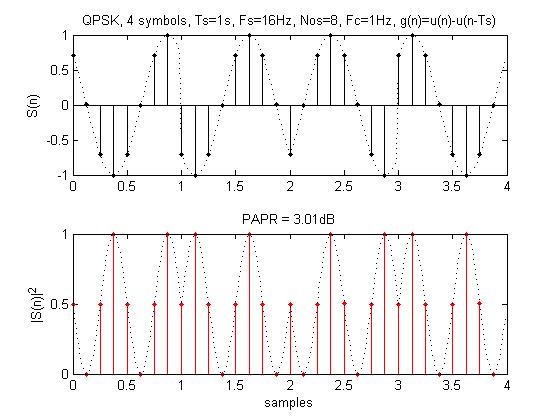 QPSK, 4 symbols, Ts=1s, Fs=16Hz, Nos=8, Fc=1Hz, g(n)=u(n)-u(n-Ts)
1
0.5
0
-0.5
-1
S(n)
0 0.5 1 1.5 2 2.5 3 3.5 4
PAPR = 3.01dB
1
0.5
0
|S(n)|²
0 0.5 1 1.5 2 2.5 3 3.5 4
samples